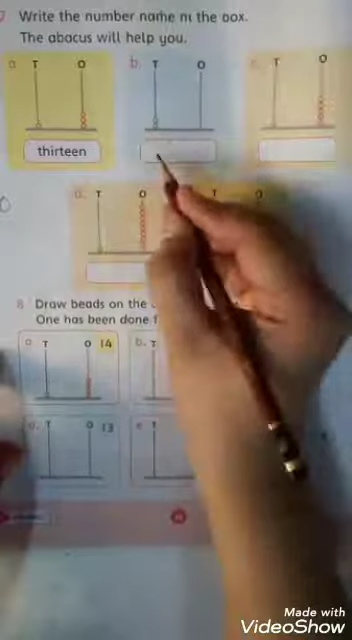 7 Write the number name in the box.
The abacus will help you.
a. T O
b. T O
c. T O
thirteen
d. T O
T O
8 Draw beads on the
One has been done
a. T O 14
b. T
d. T O 13
e T
Made with
VideoShow